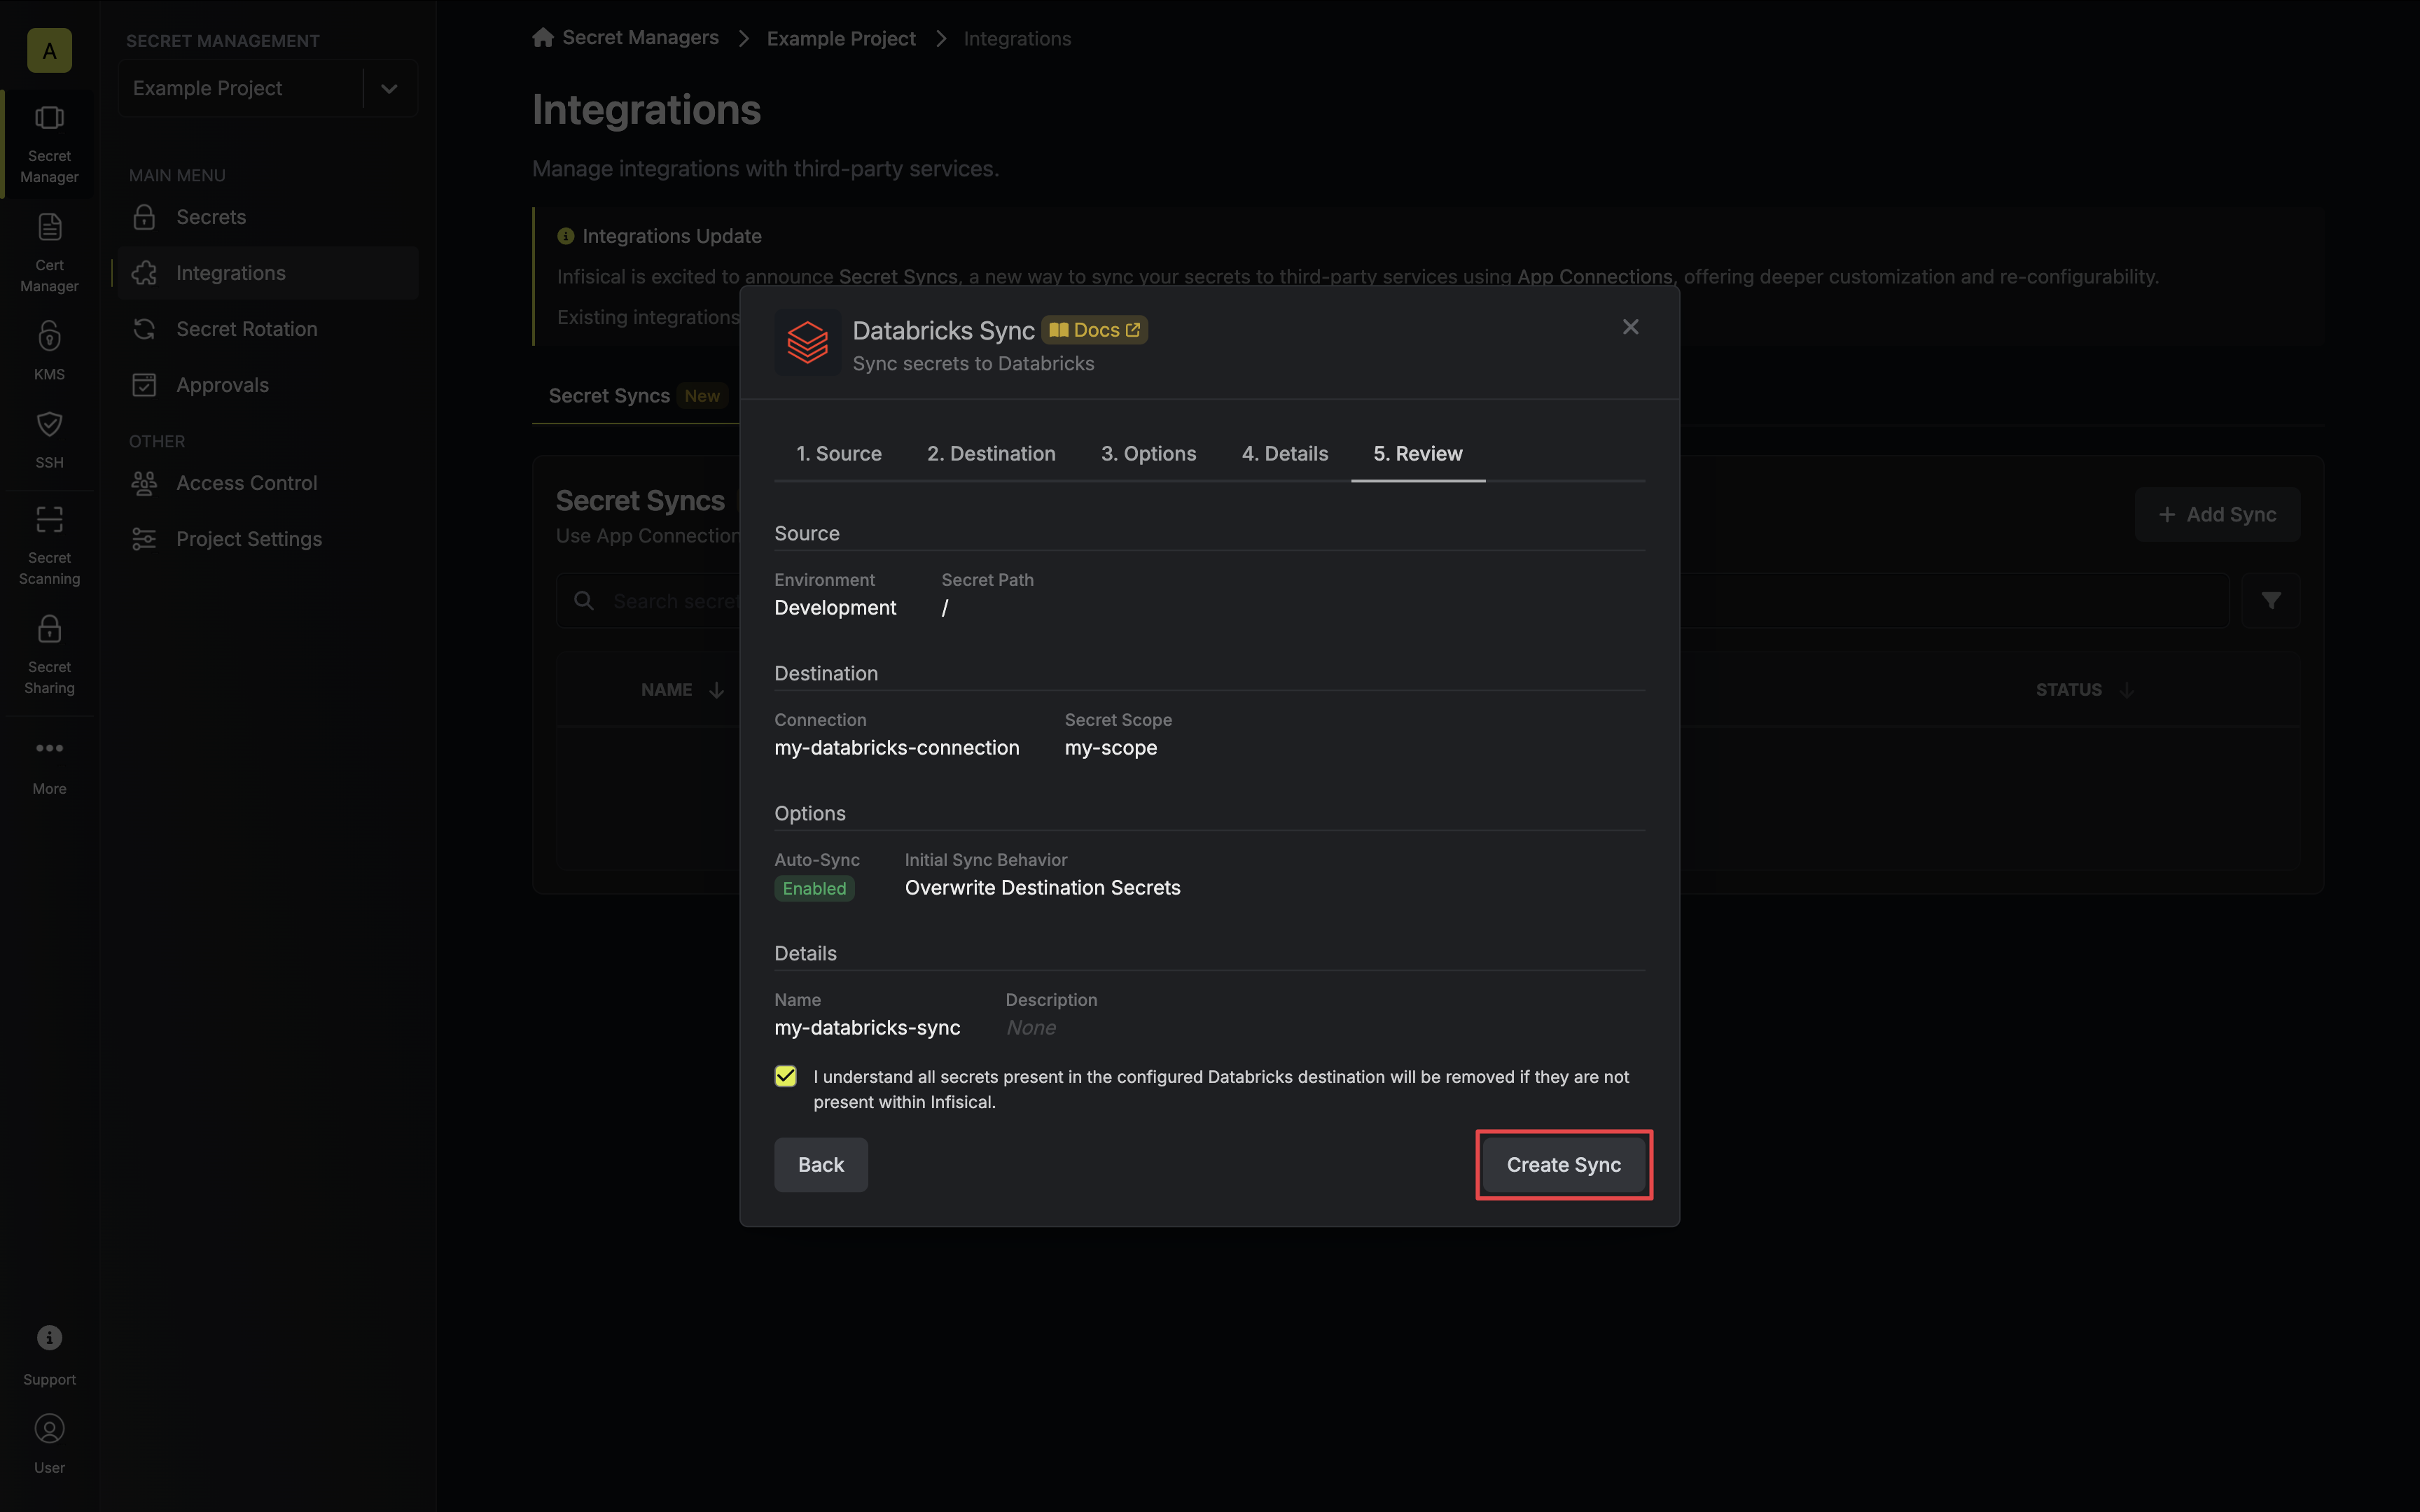 A
Secret
Manager
Cert
Manager
KMS
SSH
Secret
Scanning
Secret
Sharing
More
Support
User
SECRET MANAGEMENT
Example Project
MAIN MENU
Secrets
Integrations
Secret Rotation
Approvals
OTHER
Access Control
Project Settings
Secret Managers > Example Project > Integrations
Integrations
Manage integrations with third-party services.
Integrations Update
Infisical is excited to announce Secret Syncs, a new way to sync your secrets to third-party services using App Connections, offering deeper customization and re-configurability.
Existing integrations
Secret Syncs New
Secret Syncs
Use App Connection
+ Add Sync
Search secre
NAME
STATUS
Databricks Sync Docs
Sync secrets to Databricks
1. Source 2. Destination 3. Options 4. Details 5. Review
Source
Environment Secret Path
Development /
Destination
Connection Secret Scope
my-databricks-connection my-scope
Options
Auto-Sync Initial Sync Behavior
Enabled Overwrite Destination Secrets
Details
Name Description
my-databricks-sync None
I understand all secrets present in the configured Databricks destination will be removed if they are not
present within Infisical.
Back Create Sync